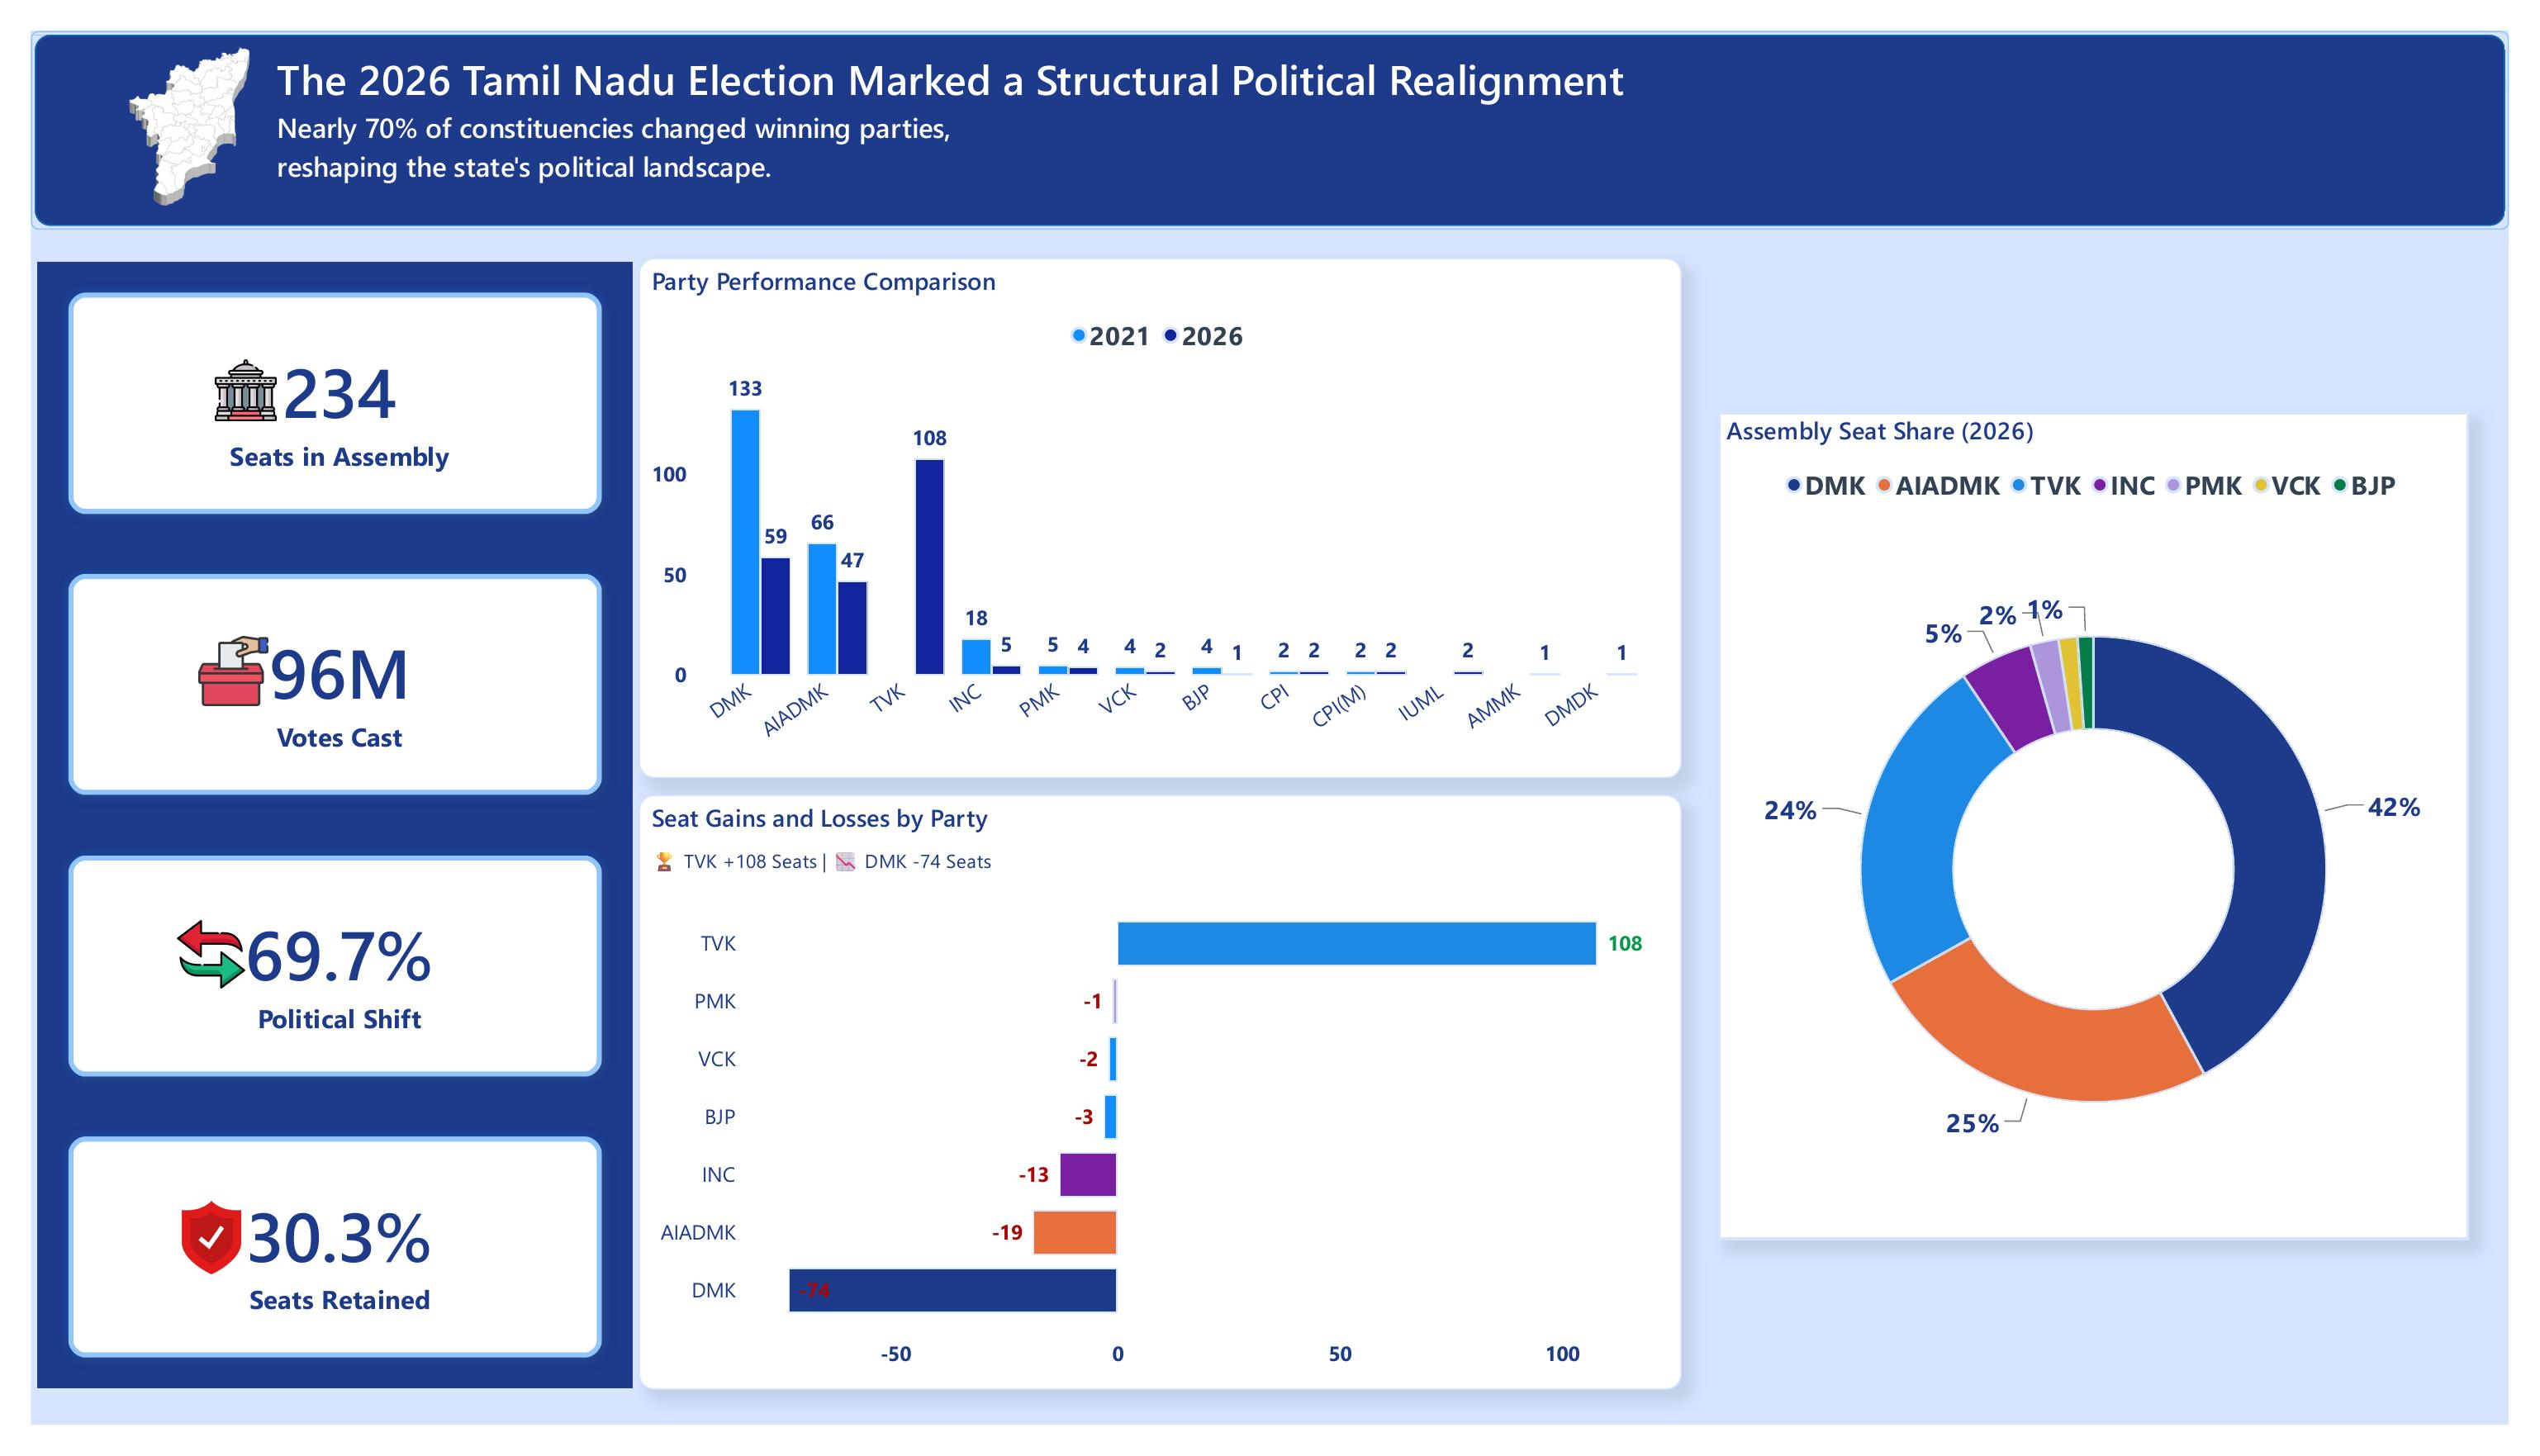 The 2026 Tamil Nadu Election Marked a Structural Political Realignment
Nearly 70% of constituencies changed winning parties,
reshaping the state's political landscape.
234
Seats in Assembly
96M
Votes Cast
69.7%
Political Shift
30.3%
Seats Retained
Party Performance Comparison
2021 2026
133
108
100
66
59
50
47
18
5 5 4 4 2 4 1 2 2 2 2 2 1 1
0
DMK AIADMK TVK INC PMK VCK BJP CPI CPI(M) IUML AMMK DMDK
Seat Gains and Losses by Party
TVK +108 Seats | DMK -74 Seats
TVK 108
PMK -1
VCK -2
BJP -3
INC -13
AIADMK -19
DMK -74
-50 0 50 100
Assembly Seat Share (2026)
DMK AIADMK TVK INC PMK VCK BJP
5% 2% 1%
24% 42%
25%